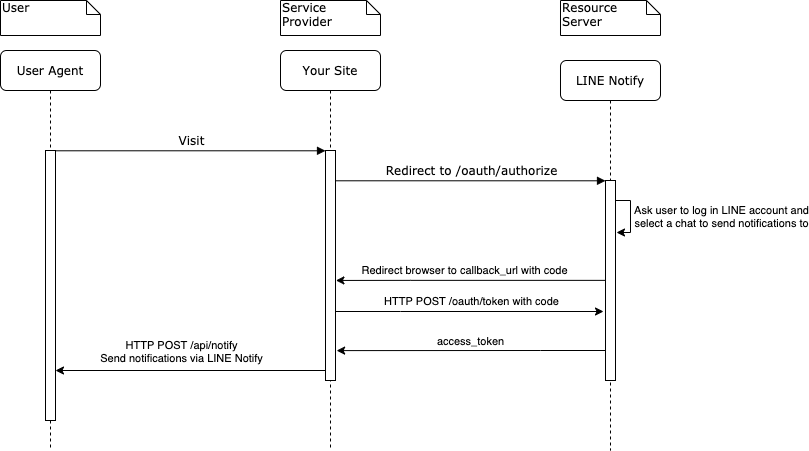 User
Service
Provider
Resource
Server
User Agent
Your Site
LINE Notify
Visit
Redirect to /oauth/authorize
Ask user to log in LINE account and
select a chat to send notifications to
Redirect browser to callback_url with code
HTTP POST /oauth/token with code
access_token
HTTP POST /api/notify
Send notifications via LINE Notify